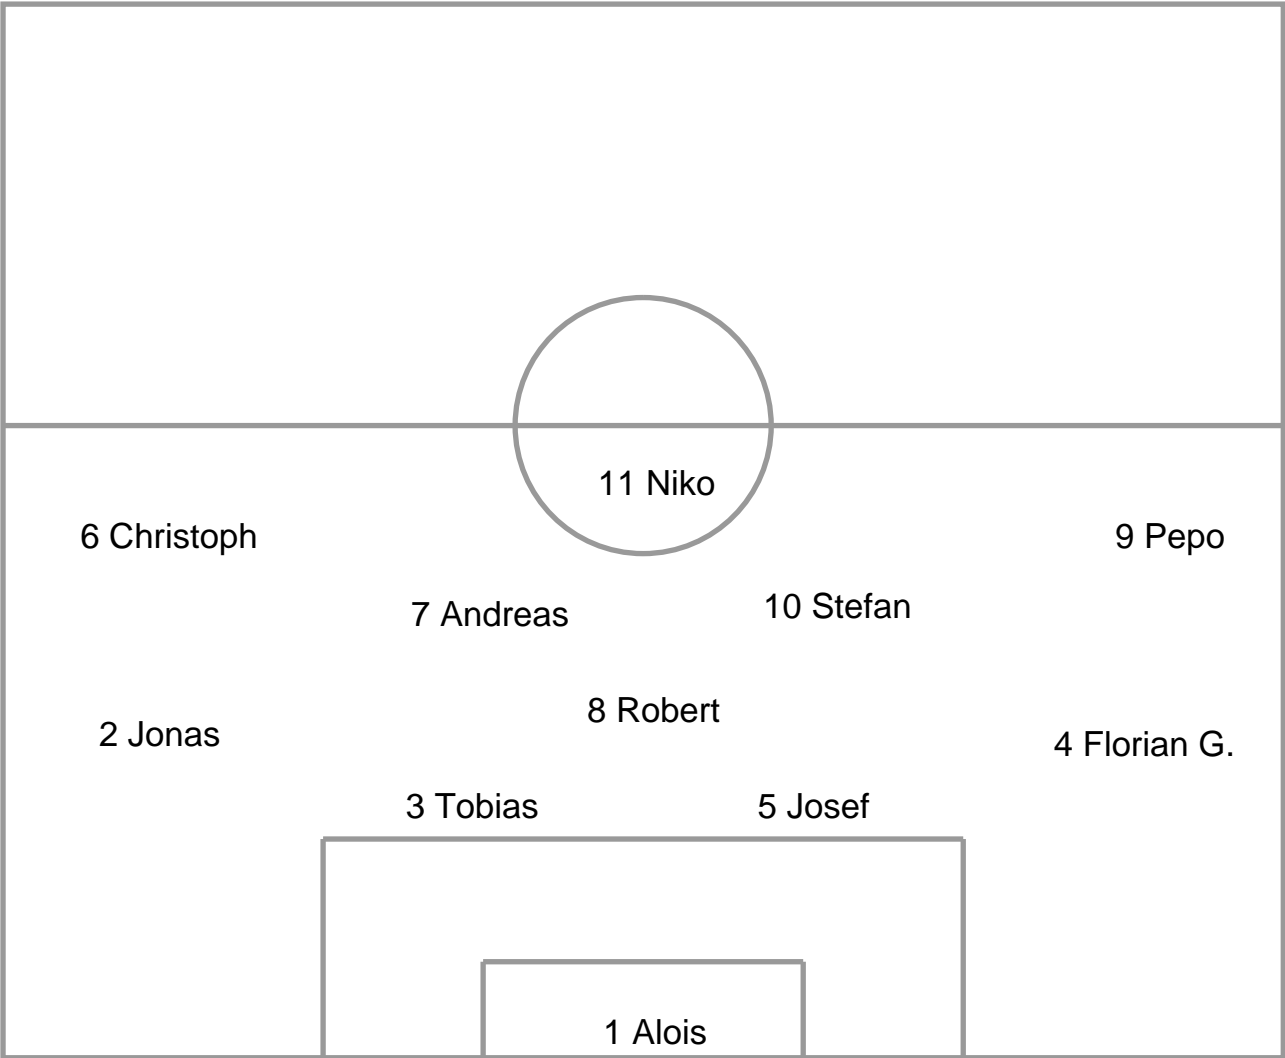 11 Niko
6 Christoph
9 Pepo
7 Andreas
10 Stefan
8 Robert
2 Jonas
4 Florian G.
3 Tobias
5 Josef
1 Alois